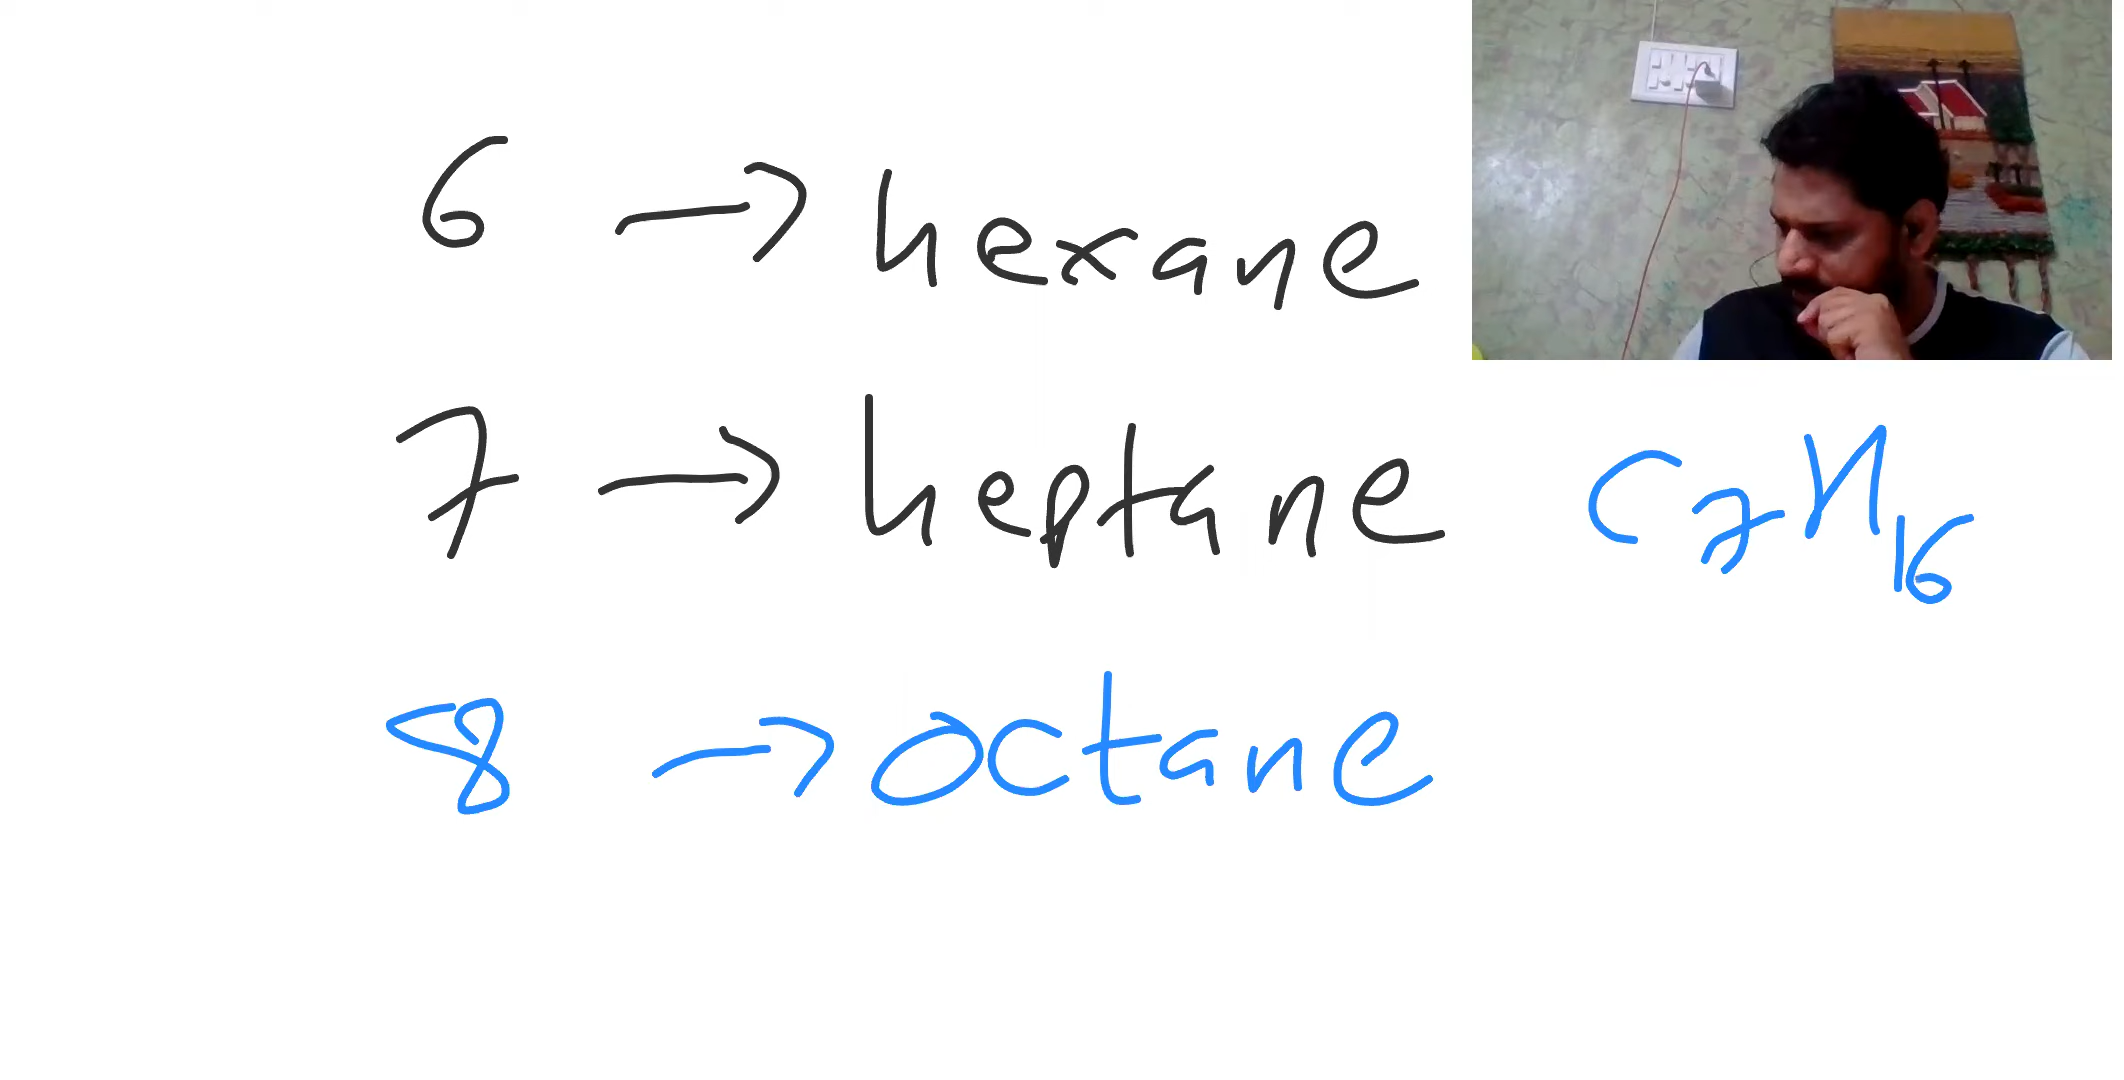 6 → hexane
7 → heptane C7H16
8 → octane